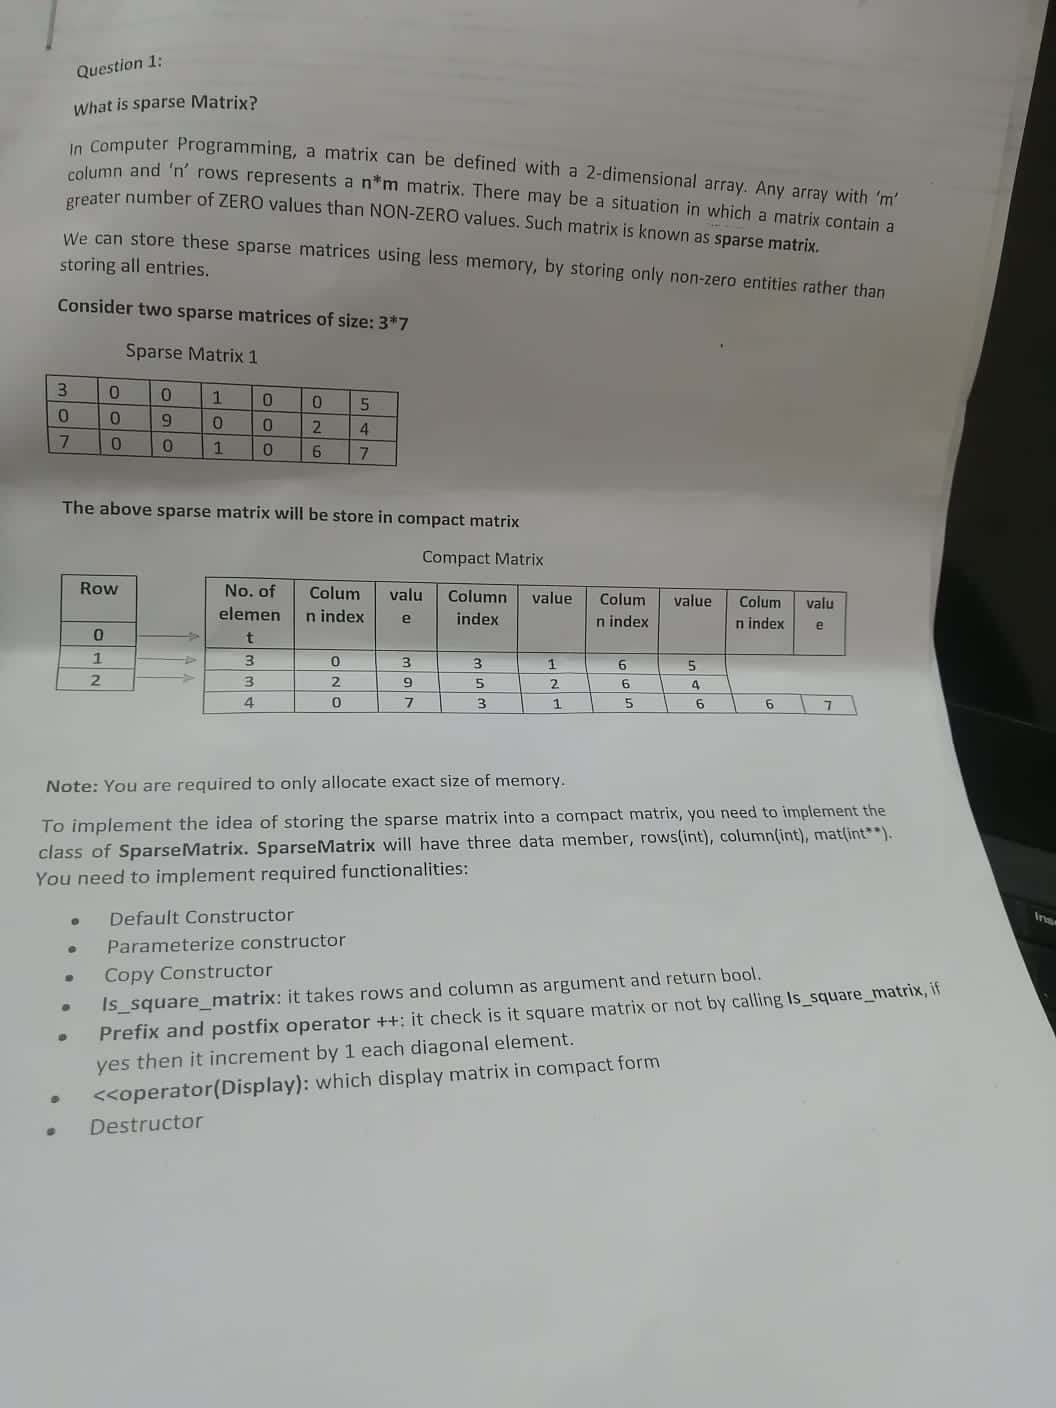 Question 1:
What is sparse Matrix?
In Computer Programming, a matrix can be defined with a 2-dimensional array. Any array with ‘m’
column and ‘n’ rows represents a n*m matrix. There may be a situation in which a matrix contain a
greater number of ZERO values than NON-ZERO values. Such matrix is known as sparse matrix.
We can store these sparse matrices using less memory, by storing only non-zero entities rather than
storing all entries.
Consider two sparse matrices of size: 3*7
Sparse Matrix 1
3 0 0 1 0 0 5
0 0 9 0 0 2 4
7 0 0 1 0 6 7
The above sparse matrix will be store in compact matrix
Compact Matrix
Row No. of Colum valu Column value Colum value Colum valu
elemen n index e index n index n index e
0 t
1 3 0 3 3 1 6 5
2 3 2 9 5 2 6 4
4 0 7 3 1 5 6 6 7
Note: You are required to only allocate exact size of memory.
To implement the idea of storing the sparse matrix into a compact matrix, you need to implement the
class of SparseMatrix. SparseMatrix will have three data member, rows(int), column(int), mat(int**).
You need to implement required functionalities:
• Default Constructor
• Parameterize constructor
• Copy Constructor
• Is_square_matrix: it takes rows and column as argument and return bool.
• Prefix and postfix operator ++: it check is it square matrix or not by calling Is_square_matrix, if
yes then it increment by 1 each diagonal element.
• <<operator(Display): which display matrix in compact form
• Destructor